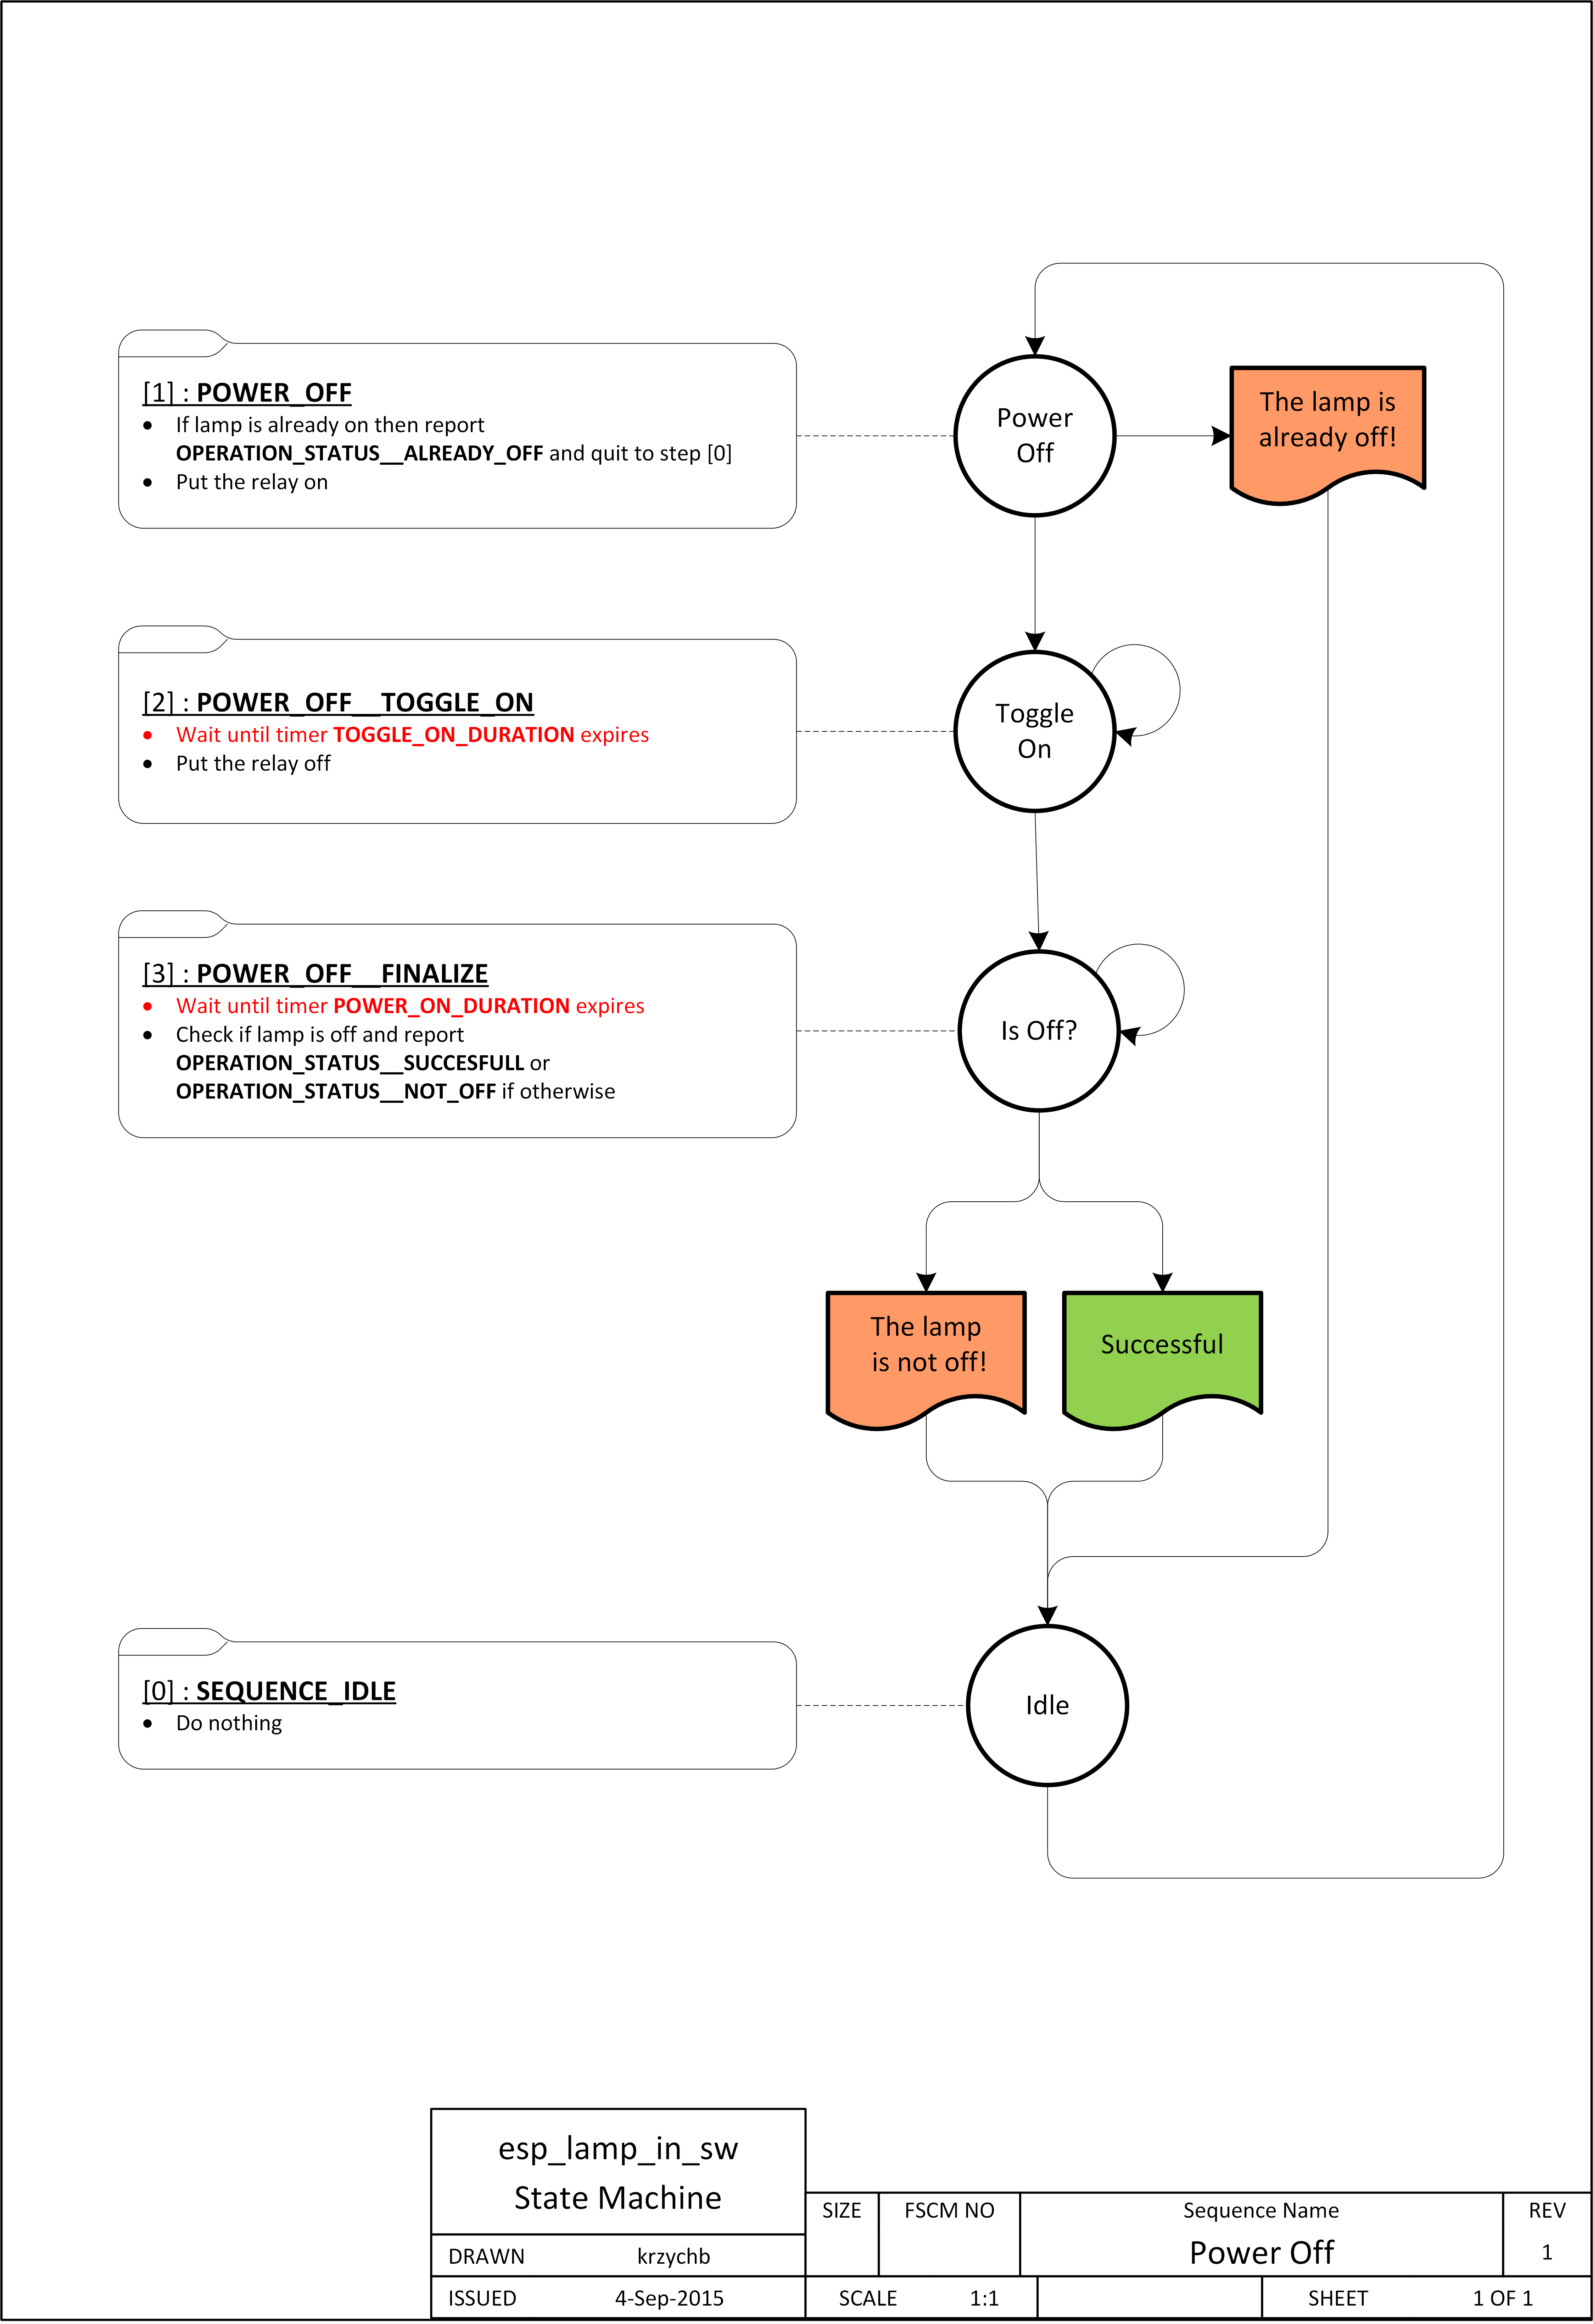 [1] : POWER_OFF
• If lamp is already on then report
OPERATION_STATUS__ALREADY_OFF and quit to step [0]
• Put the relay on
Power
Off
The lamp is
already off!
[2] : POWER_OFF__TOGGLE_ON
• Wait until timer TOGGLE_ON_DURATION expires
• Put the relay off
Toggle
On
[3] : POWER_OFF__FINALIZE
• Wait until timer POWER_ON_DURATION expires
• Check if lamp is off and report
OPERATION_STATUS__SUCCESFULL or
OPERATION_STATUS__NOT_OFF if otherwise
Is Off?
The lamp
is not off!
Successful
[0] : SEQUENCE_IDLE
• Do nothing
Idle
esp_lamp_in_sw
State Machine
DRAWN krzychb
ISSUED 4-Sep-2015
SIZE
FSCM NO
Sequence Name
Power Off
REV
1
SCALE 1:1
SHEET 1 OF 1